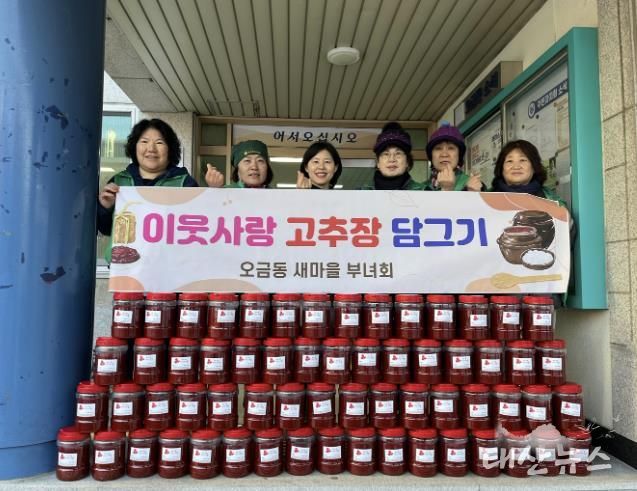 어서오십시오
이웃사랑 고추장 담그기
오금동 새마을 부녀회
태산뉴스